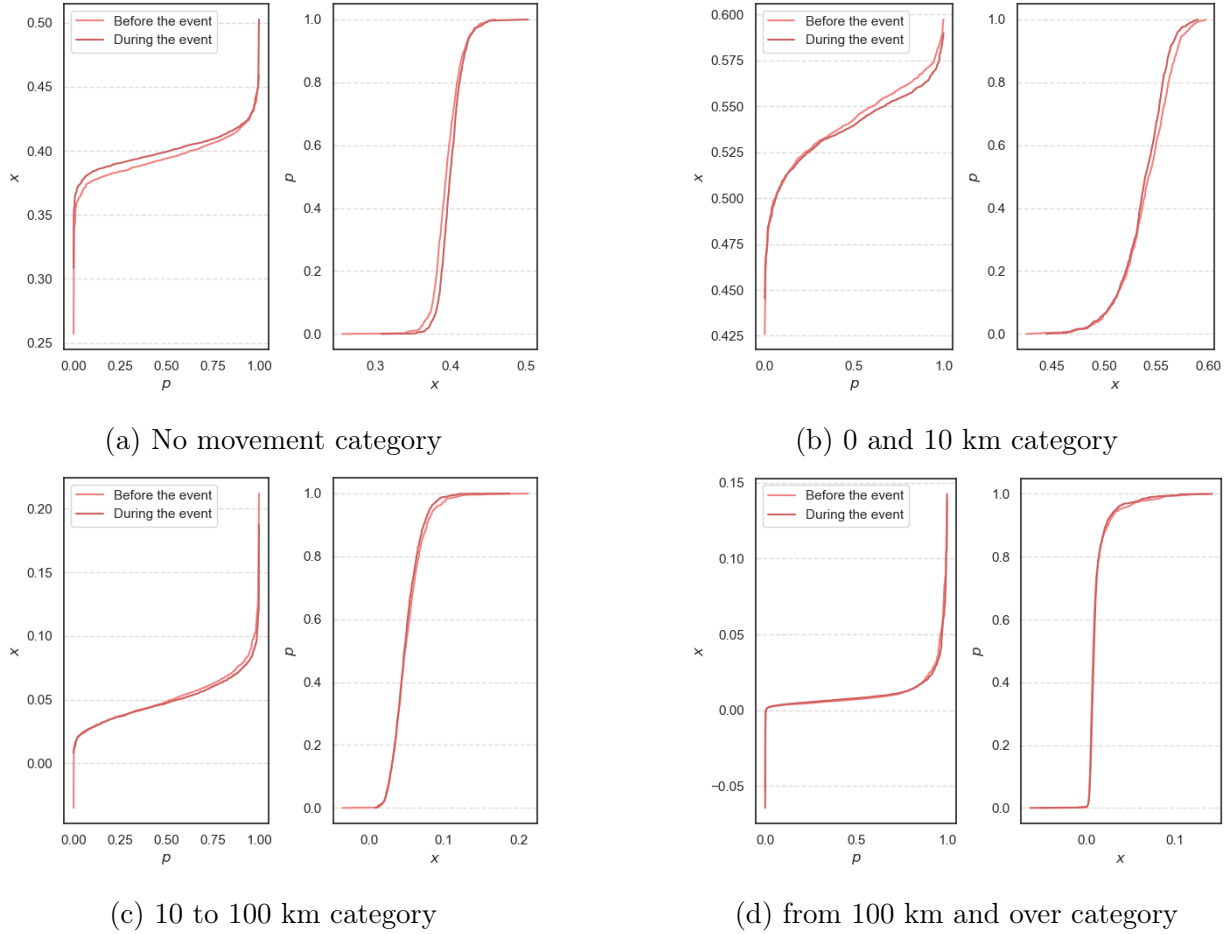 Before the event
During the event
0.50
0.45
0.40
0.35
0.30
0.25
x
0.00 0.25 0.50 0.75 1.00
p
1.0
0.8
0.6
0.4
0.2
0.0
p
0.3 0.4 0.5
x
(a) No movement category
Before the event
During the event
0.600
0.575
0.550
0.525
0.500
0.475
0.450
0.425
x
0.0 0.5 1.0
p
1.0
0.8
0.6
0.4
0.2
0.0
p
0.45 0.50 0.55 0.60
x
(b) 0 and 10 km category
Before the event
During the event
0.20
0.15
0.10
0.05
0.00
x
0.00 0.25 0.50 0.75 1.00
p
1.0
0.8
0.6
0.4
0.2
0.0
p
0.0 0.1 0.2
x
(c) 10 to 100 km category
Before the event
During the event
0.15
0.10
0.05
0.00
−0.05
x
0.0 0.5 1.0
p
1.0
0.8
0.6
0.4
0.2
0.0
p
0.0 0.1
x
(d) from 100 km and over category